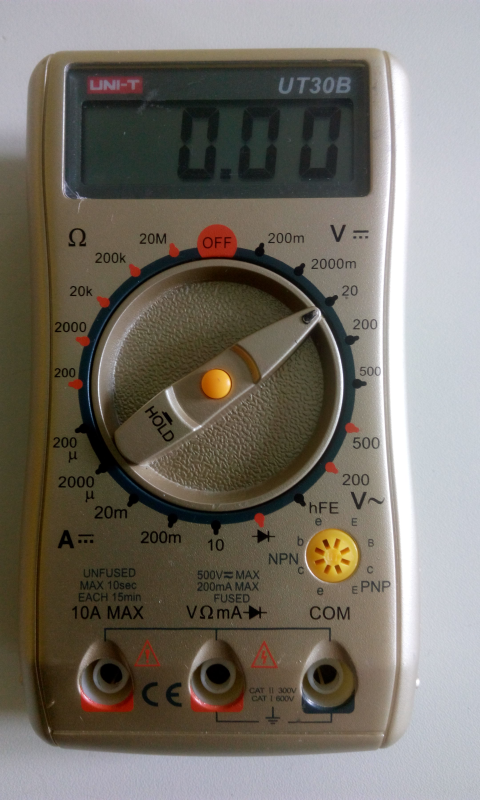 UNI-T
UT30B
0.00
Ω
20M
OFF
200m
V
200k
2000m
20k
20
2000
200
200
500
200
µ
500
2000
µ
200
V~
20m
hFE
A
200m
10
e E
b B
NPN
c C
PNP
e E
HOLD
UNFUSED
MAX 10sec
EACH 15min
10A MAX
500V MAX
200mA MAX
FUSED
VΩmA
COM
CE
CAT II 300V
CAT I 600V